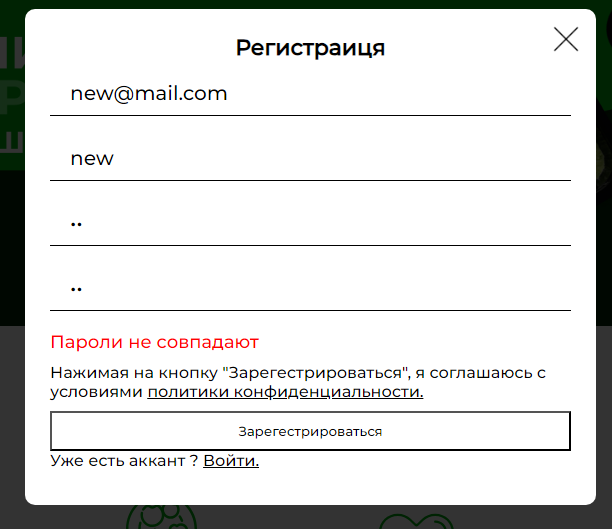 Регистраиця
new@mail.com
new
••
••
Пароли не совпадают
Нажимая на кнопку "Зарегестрироваться", я соглашаюсь с
условиями политики конфиденциальности.
Зарегестрироваться
Уже есть аккант ? Войти.